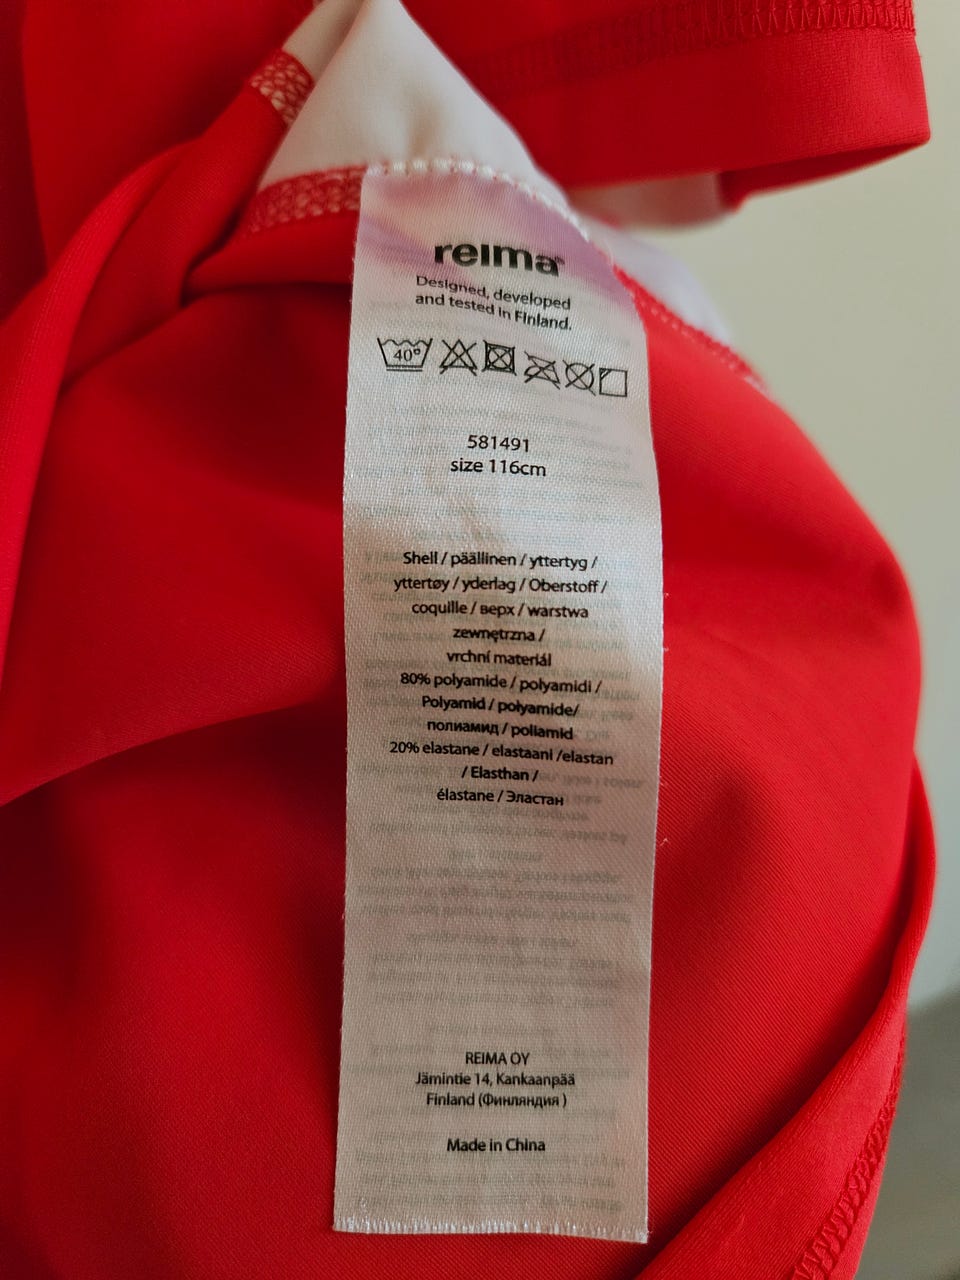 reima
Designed, developed
and tested in Finland.
40°
581491
size 116cm
Shell / päällinen / yttertyg /
yttertøy / yderlag / Oberstoff /
coquille / верх / warstwa
zewnętrzna /
vrchní materiál
80% polyamide / polyamidi /
Polyamid / polyamide/
полиамид / poliamid
20% elastane / elastaani /elastan
/ Elasthan /
élastane / Эластан
REIMA OY
Jämintie 14, Kankaanpää
Finland (Финляндия )
Made in China